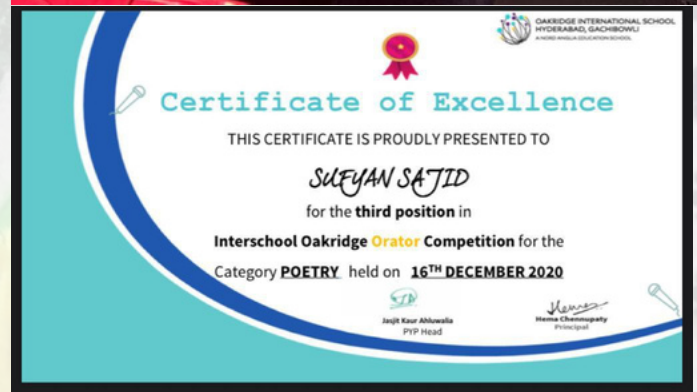 OAKRIDGE INTERNATIONAL SCHOOL
HYDERABAD, GACHIBOWLI
A NORD ANGLIA EDUCATION SCHOOL
Certificate of Excellence
THIS CERTIFICATE IS PROUDLY PRESENTED TO
SUFYAN SAJID
for the third position in
Interschool Oakridge Orator Competition for the
Category POETRY held on 16TH DECEMBER 2020
Jasjit Kaur Ahluwalia
PYP Head
Hema Chennupaty
Principal